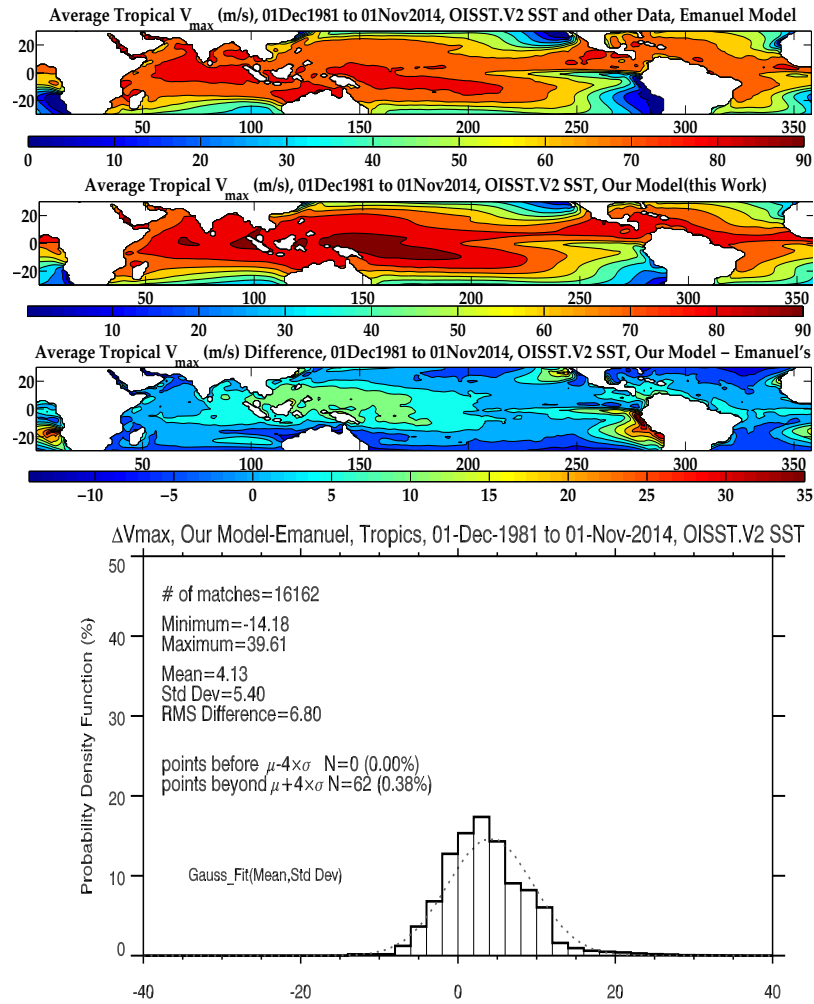 Average Tropical Vmax (m/s), 01Dec1981 to 01Nov2014, OISST.V2 SST and other Data, Emanuel Model
20
0
−20
50 100 150 200 250 300 350
0 10 20 30 40 50 60 70 80 90
Average Tropical Vmax (m/s), 01Dec1981 to 01Nov2014, OISST.V2 SST, Our Model(this Work)
20
0
−20
50 100 150 200 250 300 350
10 20 30 40 50 60 70 80 90
Average Tropical Vmax (m/s) Difference, 01Dec1981 to 01Nov2014, OISST.V2 SST, Our Model − Emanuel's
20
0
−20
50 100 150 200 250 300 350
−10 −5 0 5 10 15 20 25 30 35
ΔVmax, Our Model-Emanuel, Tropics, 01-Dec-1981 to 01-Nov-2014, OISST.V2 SST
Probability Density Function (%)
50
40
30
20
10
0
# of matches=16162
Minimum=-14.18
Maximum=39.61
Mean=4.13
Std Dev=5.40
RMS Difference=6.80
points before μ-4×σ N=0 (0.00%)
points beyond μ+4×σ N=62 (0.38%)
Gauss_Fit(Mean,Std Dev)
-40 -20 0 20 40